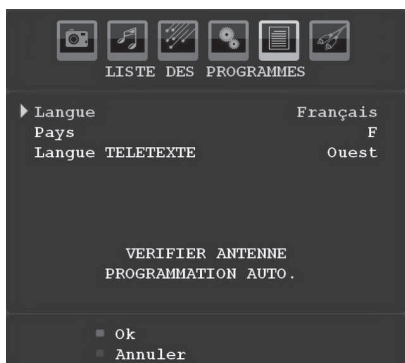 LISTE DES PROGRAMMES
Langue Français
Pays F
Langue TELETEXTE Ouest
VERIFIER ANTENNE
PROGRAMMATION AUTO.
Ok
Annuler